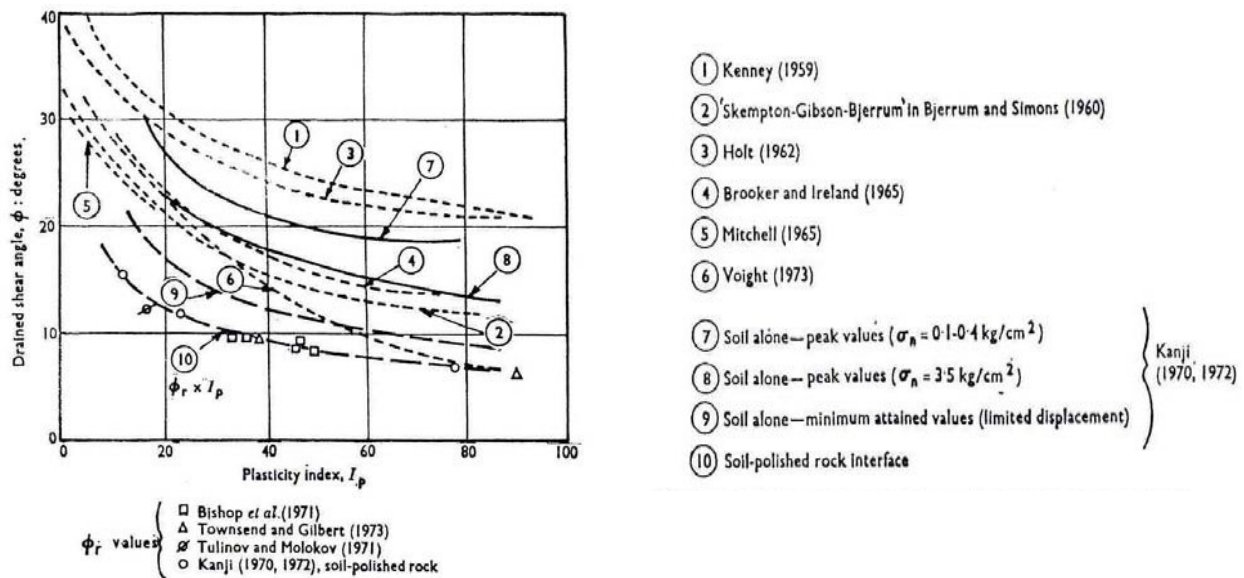 40
30
20
10
0
Drained shear angle, ϕ : degrees.
0 20 40 60 80 100
Plasticity index, I p
1
3
7
5
4
8
6
9
2
10
ϕr × Ip
ϕr values
Bishop et al.(1971)
Townsend and Gilbert (1973)
Tulinov and Molokov (1971)
Kanji (1970, 1972), soil-polished rock
1 Kenney (1959)
2 'Skempton-Gibson-Bjerrum' in Bjerrum and Simons (1960)
3 Holt (1962)
4 Brooker and Ireland (1965)
5 Mitchell (1965)
6 Voight (1973)
7 Soil alone—peak values (σn = 0·1-0·4 kg/cm²)
8 Soil alone—peak values (σn = 3·5 kg/cm²)
9 Soil alone—minimum attained values (limited displacement)
Kanji
(1970, 1972)
10 Soil-polished rock interface